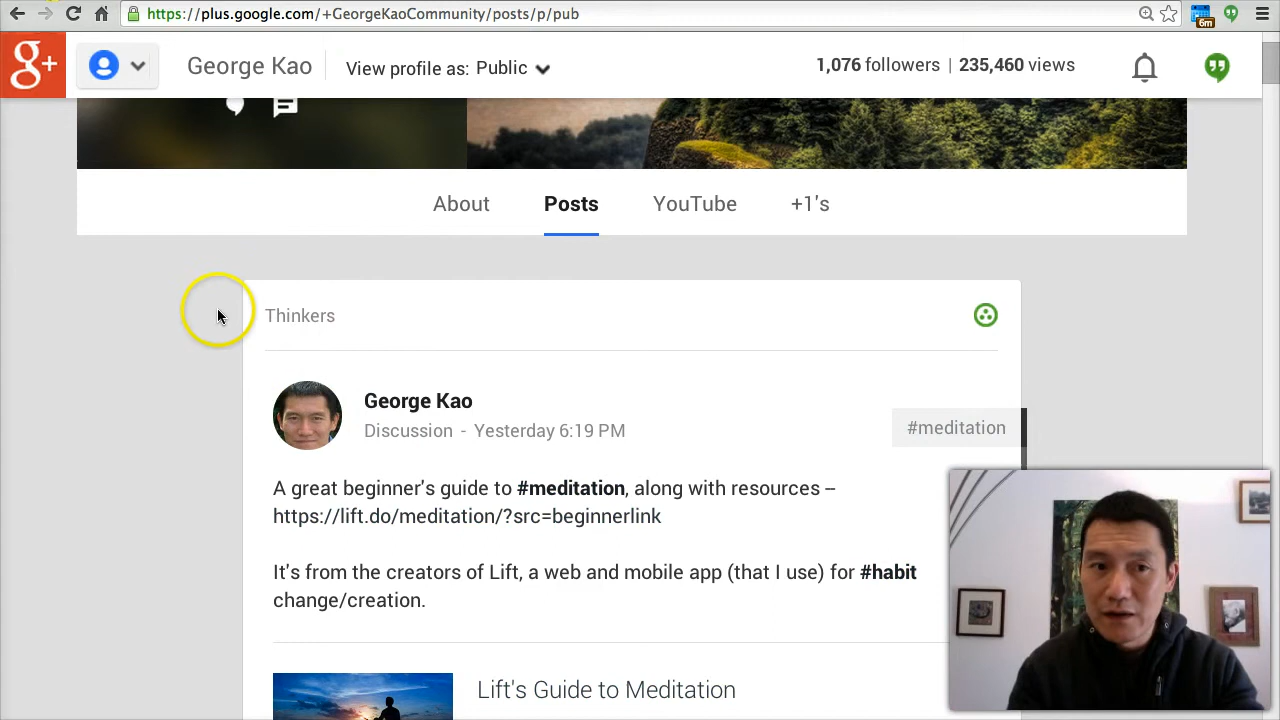 https://plus.google.com/+GeorgeKaoCommunity/posts/p/pub
6m
g+
George Kao
View profile as: Public
1,076 followers | 235,460 views
About
Posts
YouTube
+1's
Thinkers
George Kao
Discussion - Yesterday 6:19 PM
#meditation
A great beginner's guide to #meditation, along with resources –
https://lift.do/meditation/?src=beginnerlink
It's from the creators of Lift, a web and mobile app (that I use) for #habit
change/creation.
Lift's Guide to Meditation